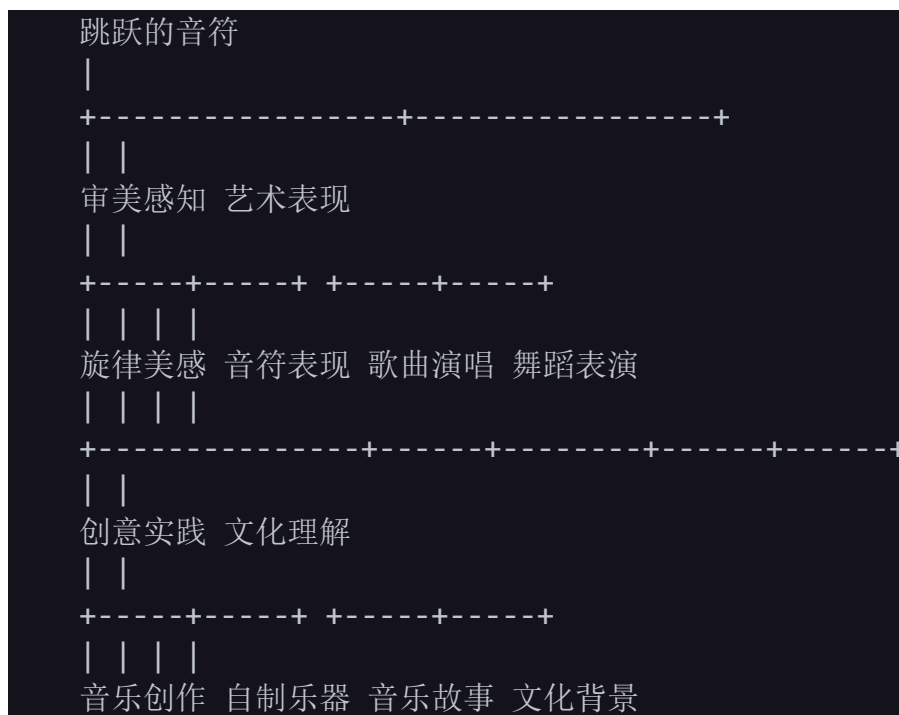 跳跃的音符
|
+-----------------+-----------------+
| |
审美感知 艺术表现
| |
+-----+-----+ +-----+-----+
| | | |
旋律美感 音符表现 歌曲演唱 舞蹈表演
| | | |
+---------------+------+--------+------+------+
| |
创意实践 文化理解
| |
+-----+-----+ +-----+-----+
| | | |
音乐创作 自制乐器 音乐故事 文化背景